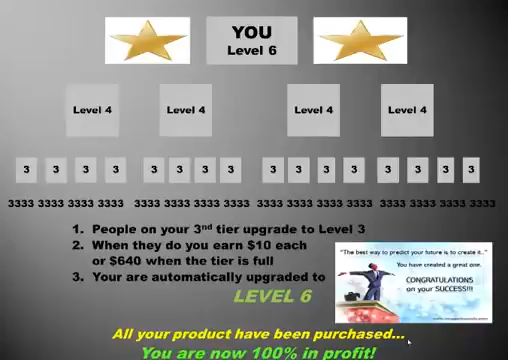 YOU
Level 6
Level 4 Level 4 Level 4 Level 4
3 3 3 3 3 3 3 3 3 3 3 3 3 3 3 3
3333 3333 3333 3333 3333 3333 3333 3333 3333 3333 3333 3333 3333 3333 3333 3333
1. People on your 3rd tier upgrade to Level 3
2. When they do you earn $10 each
or $640 when the tier is full
3. Your are automatically upgraded to
LEVEL 6
"The best way to predict your future is to create it.."
You have created a great one.
CONGRATULATIONS
on your SUCCESS!!!
All your product have been purchased...
You are now 100% in profit!